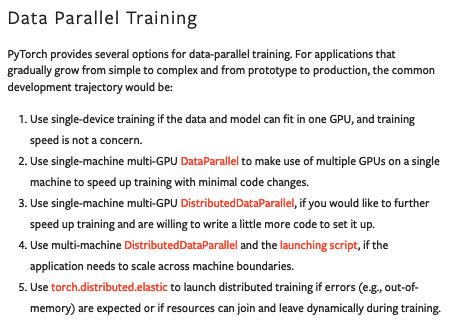 Data Parallel Training
PyTorch provides several options for data-parallel training. For applications that
gradually grow from simple to complex and from prototype to production, the common
development trajectory would be:
1. Use single-device training if the data and model can fit in one GPU, and training
speed is not a concern.
2. Use single-machine multi-GPU DataParallel to make use of multiple GPUs on a single
machine to speed up training with minimal code changes.
3. Use single-machine multi-GPU DistributedDataParallel, if you would like to further
speed up training and are willing to write a little more code to set it up.
4. Use multi-machine DistributedDataParallel and the launching script, if the
application needs to scale across machine boundaries.
5. Use torch.distributed.elastic to launch distributed training if errors (e.g., out-of-
memory) are expected or if resources can join and leave dynamically during training.